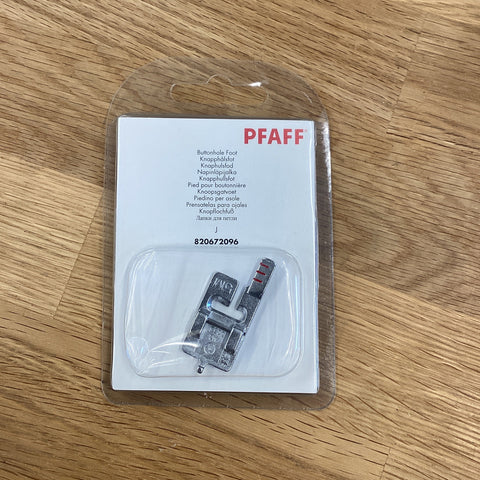 PFAFF
Buttonhole Foot
Knapphålsfot
Knaphulsfod
Napinläpijalka
Knapphullsfot
Pied pour boutonnière
Knoopsgatvoet
Piedino per asole
Prensatelas para ojales
Knopflochfuß
Лапки для петли
J
820672096